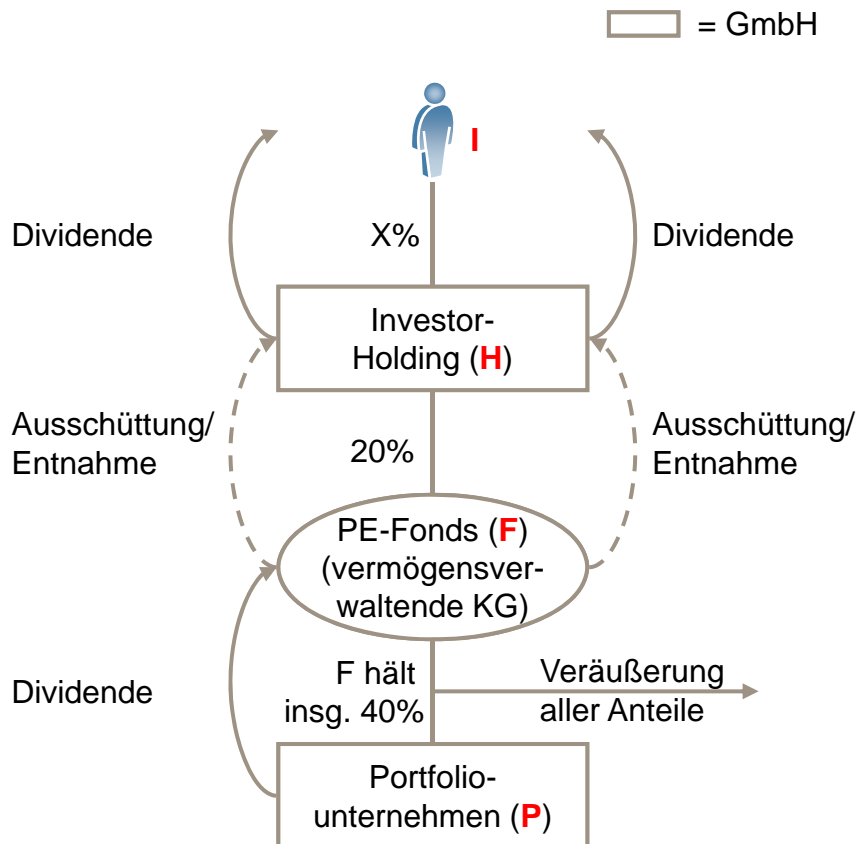 = GmbH
I
Dividende
X%
Dividende
Investor-
Holding (H)
Ausschüttung/
Entnahme
20%
Ausschüttung/
Entnahme
PE-Fonds (F)
(vermögensver-
waltende KG)
Dividende
F hält
insg. 40%
Veräußerung
aller Anteile
Portfolio-
unternehmen (P)